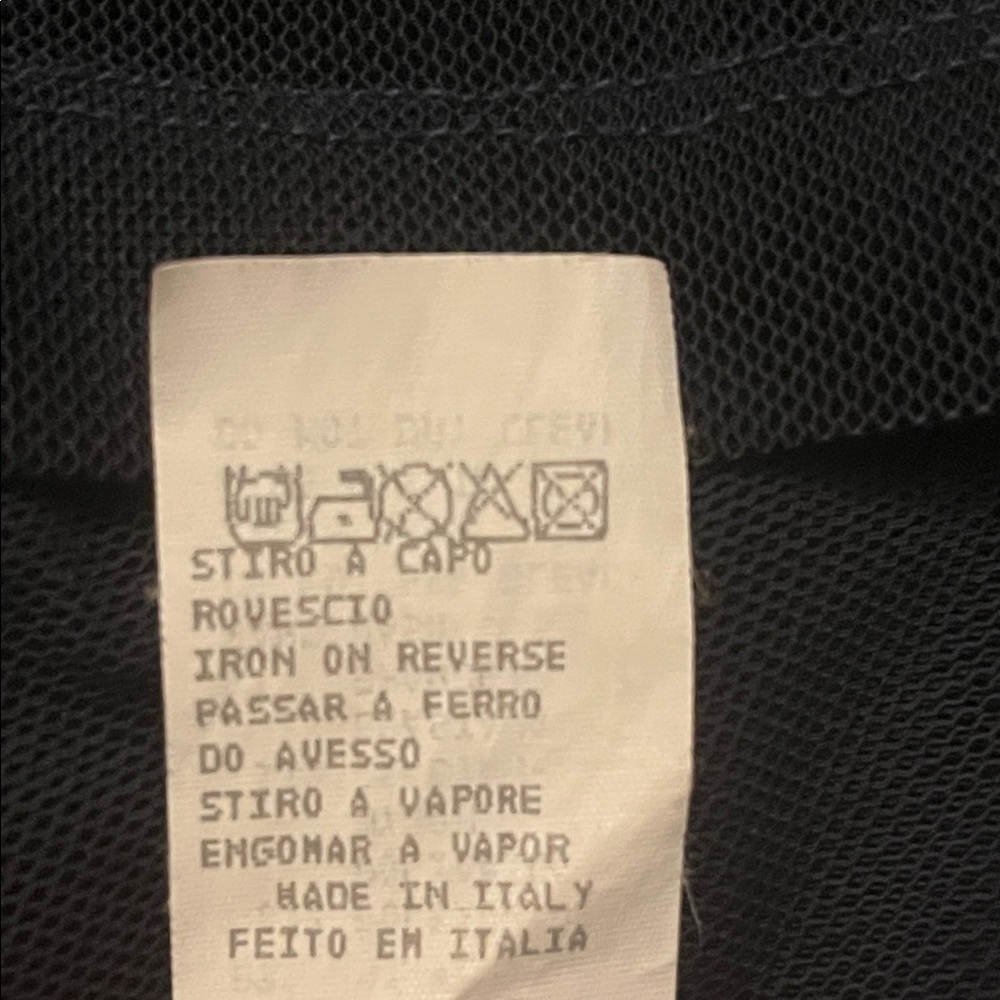 STIRO A CAPO
ROVESCIO
IRON ON REVERSE
PASSAR A FERRO
DO AVESSO
STIRO A VAPORE
ENGOMAR A VAPOR
MADE IN ITALY
FEITO EM ITALIA